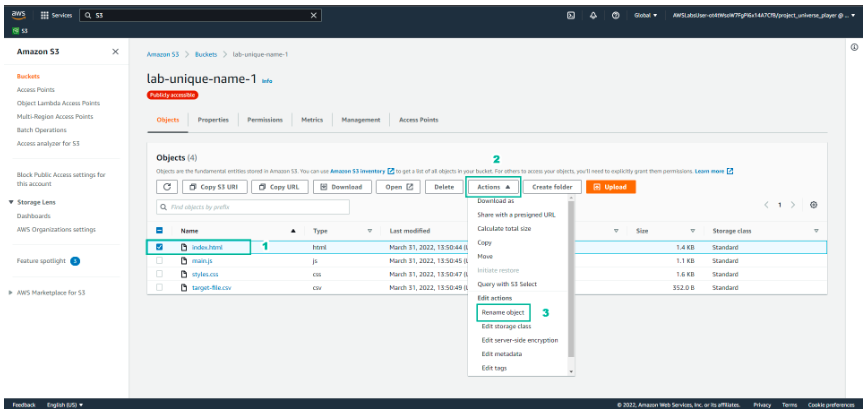 aws Services S3 Global ▼ AWSLabsUser-ot4tWsoW7FgPi6x14A7Cf9/project_universe_player @ ... ▼
S3
Amazon S3
Buckets
Access Points
Object Lambda Access Points
Multi-Region Access Points
Batch Operations
Access analyzer for S3
Block Public Access settings for
this account
▼ Storage Lens
Dashboards
AWS Organizations settings
Feature spotlight 3
▶ AWS Marketplace for S3
Amazon S3 > Buckets > lab-unique-name-1
lab-unique-name-1 Info
Publicly accessible
Objects Properties Permissions Metrics Management Access Points
Objects (4)
2
Objects are the fundamental entities stored in Amazon S3. You can use Amazon S3 inventory to get a list of all objects in your bucket. For others to access your objects, you'll need to explicitly grant them permissions. Learn more
Copy S3 URI Copy URL Download Open Delete Actions ▲ Create folder Upload
Find objects by prefix
< 1 >
Name ▲ Type Last modified Size Storage class
index.html 1 html March 31, 2022, 13:50:44 (U 1.4 KB Standard
main.js js March 31, 2022, 13:50:45 (U 1.1 KB Standard
styles.css css March 31, 2022, 13:50:47 (U 1.6 KB Standard
target-file.csv csv March 31, 2022, 13:50:49 (U 352.0 B Standard
Download as
Share with a presigned URL
Calculate total size
Copy
Move
Initiate restore
Query with S3 Select
Edit actions
Rename object 3
Edit storage class
Edit server-side encryption
Edit metadata
Edit tags
Feedback English (US) ▼ © 2022, Amazon Web Services, Inc. or its affiliates. Privacy Terms Cookie preferences